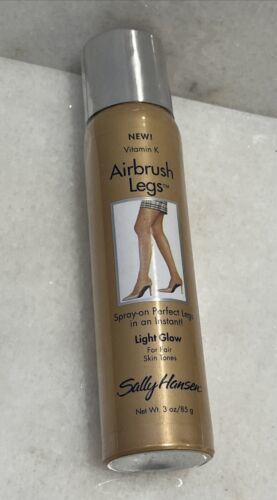 NEW!
Vitamin K
Airbrush
Legs™
Spray-on Perfect Legs
in an Instant!
Light Glow
For Fair
Skin Tones
Sally Hansen
Net Wt. 3 oz/85 g